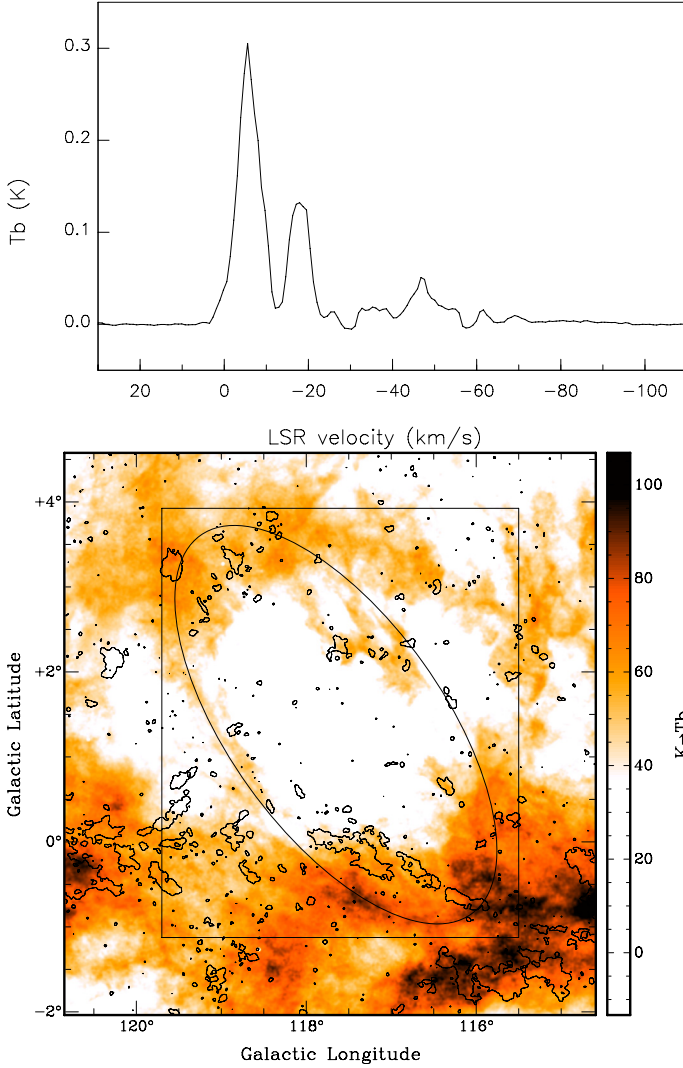 0.3
0.2
0.1
0.0
Tb (K)
20 0 −20 −40 −60 −80 −100
LSR velocity (km/s)
+4°
+2°
0°
−2°
Galactic Latitude
120° 118° 116°
Galactic Longitude
100
80
60
40
20
0
K→Tb